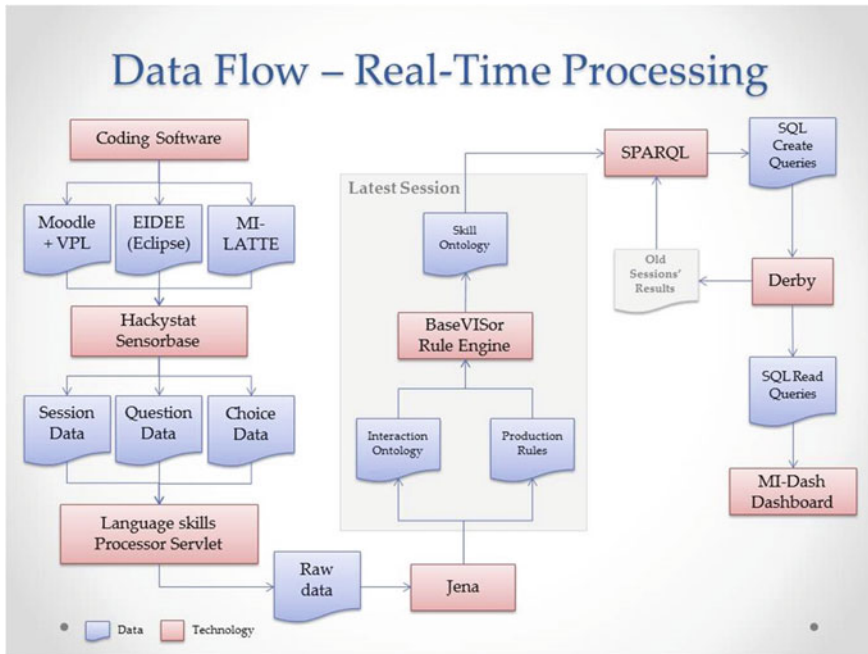 Data Flow – Real-Time Processing
Coding Software
Moodle
+ VPL
EIDEE
(Eclipse)
MI-
LATTE
Hackystat
Sensorbase
Session
Data
Question
Data
Choice
Data
Language skills
Processor Servlet
Raw
data
Jena
Latest Session
Interaction
Ontology
Production
Rules
BaseVISor
Rule Engine
Skill
Ontology
SPARQL
SQL
Create
Queries
Derby
Old
Sessions'
Results
SQL Read
Queries
MI-Dash
Dashboard
Data
Technology